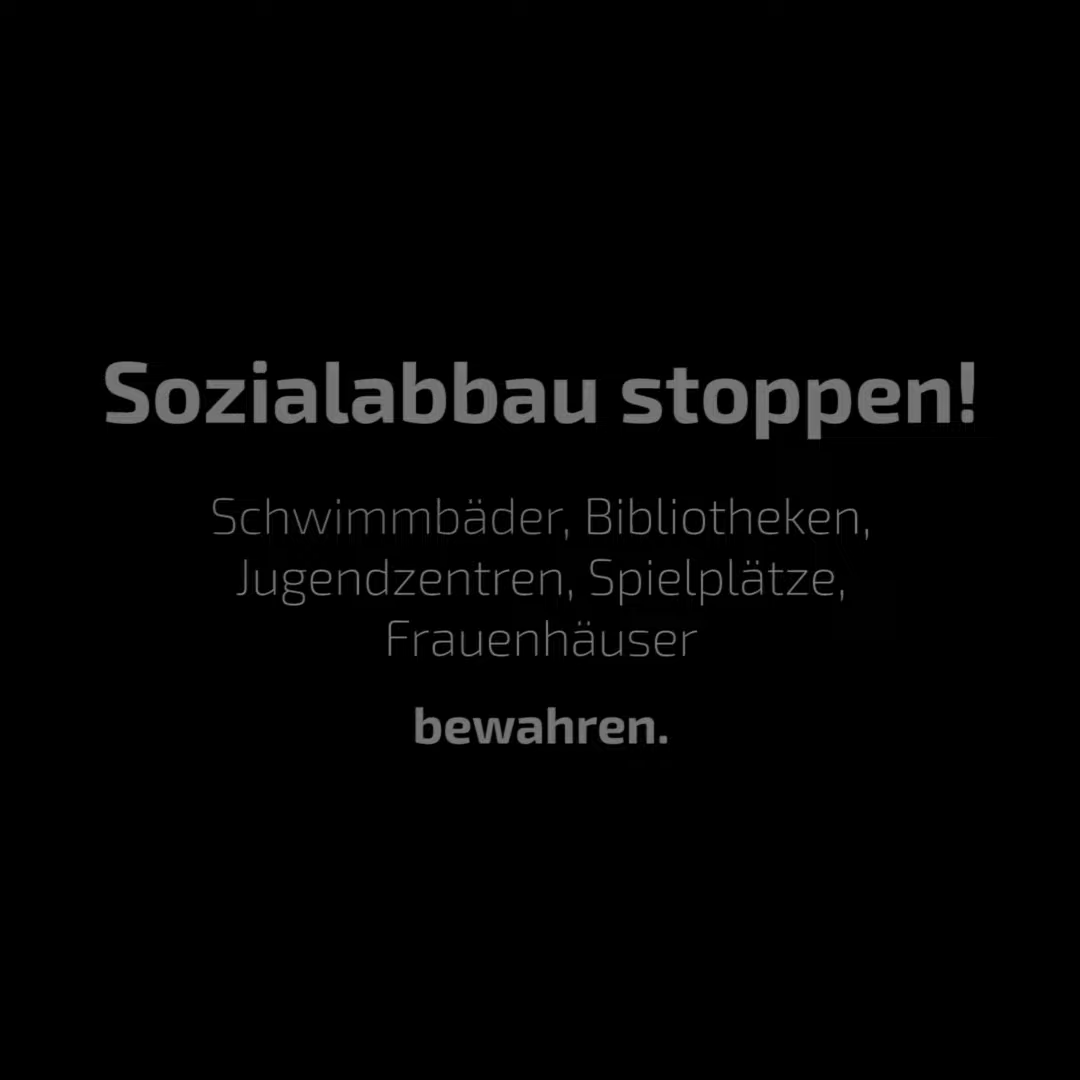 Sozialabbau stoppen!
Schwimmbäder, Bibliotheken,
Jugendzentren, Spielplätze,
Frauenhäuser
bewahren.